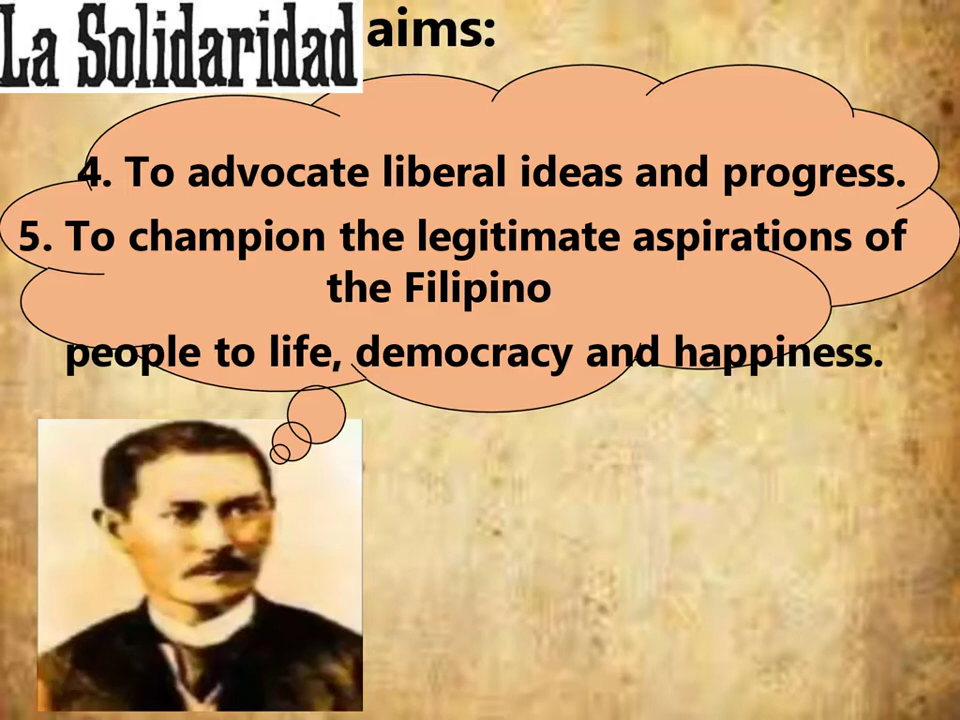 La Solidaridad aims:
4. To advocate liberal ideas and progress.
5. To champion the legitimate aspirations of
the Filipino
people to life, democracy and happiness.